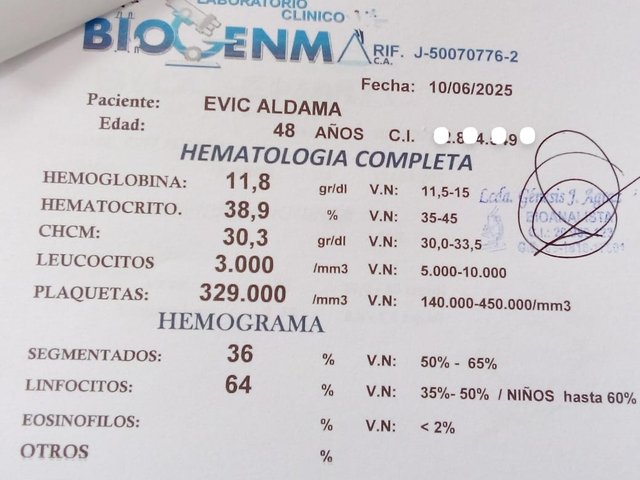 LABORATORIO
CLINICO
BIOGENMA C.A.
RIF. J-50070776-2
Fecha: 10/06/2025
Paciente: EVIC ALDAMA
Edad: 48 AÑOS C.I.
HEMATOLOGIA COMPLETA
HEMOGLOBINA: 11,8 gr/dl V.N: 11,5-15
HEMATOCRITO. 38,9 % V.N: 35-45
CHCM: 30,3 gr/dl V.N: 30,0-33,5
LEUCOCITOS 3.000 /mm3 V.N: 5.000-10.000
PLAQUETAS: 329.000 /mm3 V.N: 140.000-450.000/mm3
Lcda. Génesis J.
BIOANALISTA
HEMOGRAMA
SEGMENTADOS: 36 % V.N: 50% - 65%
LINFOCITOS: 64 % V.N: 35%- 50% / NIÑOS hasta 60%
EOSINOFILOS: % V.N: < 2%
OTROS %